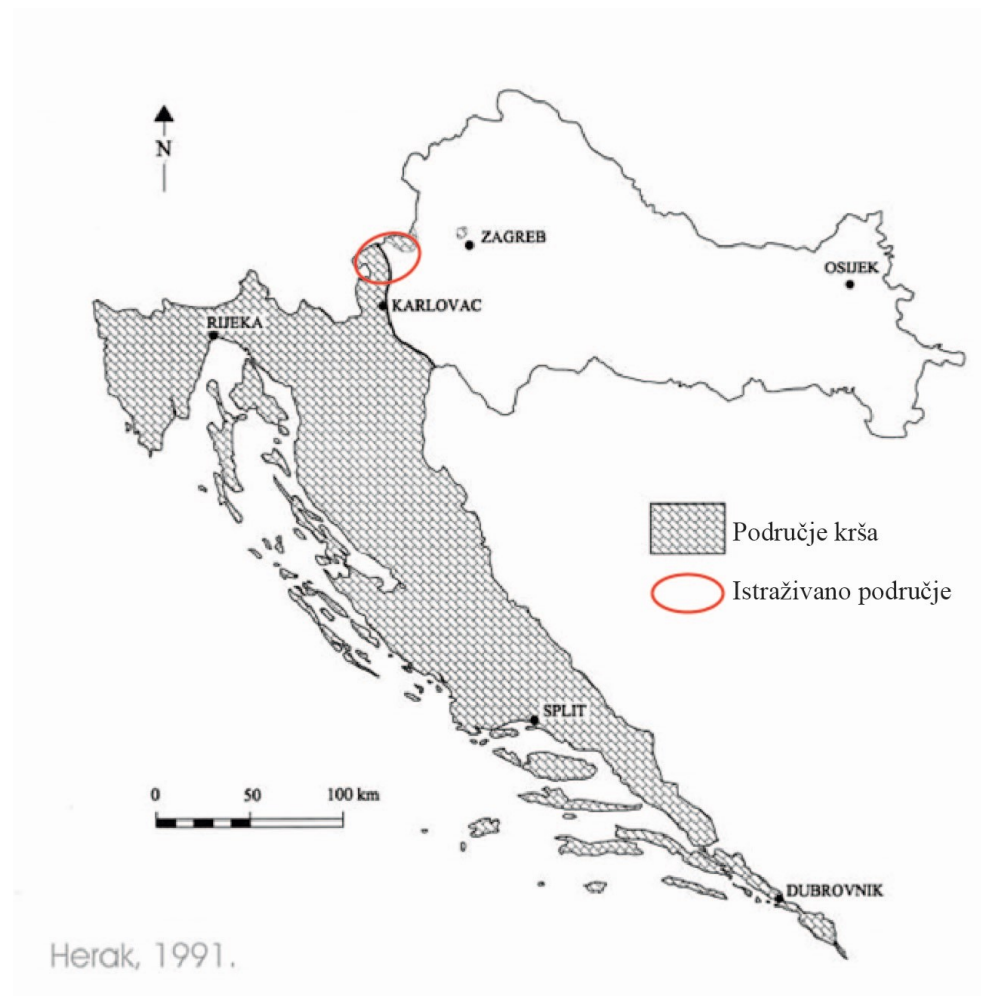 N
ZAGREB
OSIJEK
KARLOVAC
RIJEKA
Područje krša
Istraživano područje
SPLIT
0 50 100 km
DUBROVNIK
Herak, 1991.